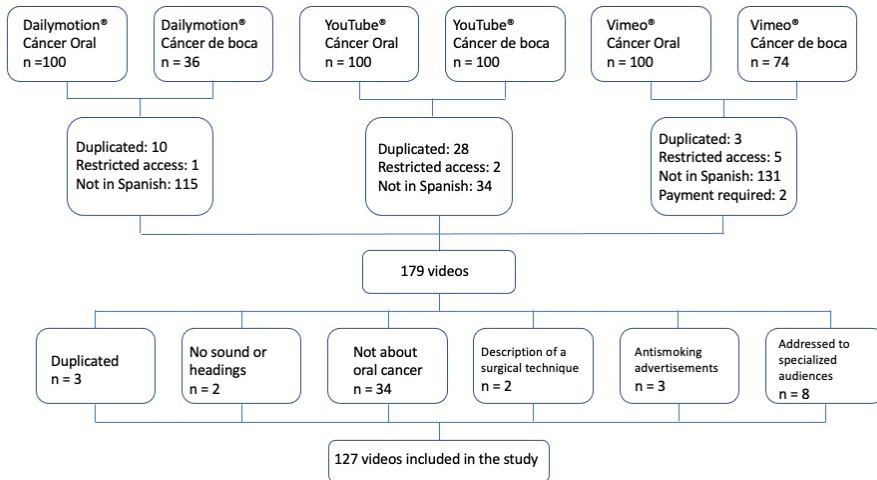 Dailymotion®
Cáncer Oral
n =100
Dailymotion®
Cáncer de boca
n = 36
YouTube®
Cáncer Oral
n = 100
YouTube®
Cáncer de boca
n = 100
Vimeo®
Cáncer Oral
n = 100
Vimeo®
Cáncer de boca
n = 74
Duplicated: 10
Restricted access: 1
Not in Spanish: 115
Duplicated: 28
Restricted access: 2
Not in Spanish: 34
Duplicated: 3
Restricted access: 5
Not in Spanish: 131
Payment required: 2
179 videos
Duplicated
n = 3
No sound or
headings
n = 2
Not about
oral cancer
n = 34
Description of a
surgical technique
n = 2
Antismoking
advertisements
n = 3
Addressed to
specialized
audiences
n = 8
127 videos included in the study